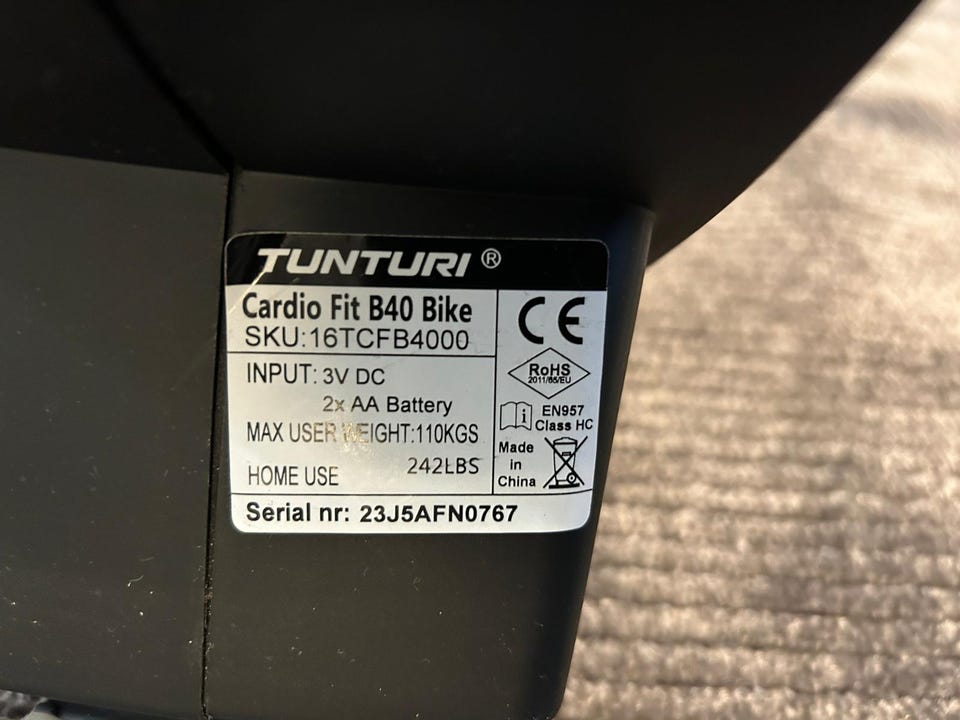 TUNTURI®
Cardio Fit B40 Bike
SKU:16TCFB4000
INPUT: 3V DC
2x AA Battery
MAX USER WEIGHT:110KGS
242LBS
HOME USE
CE
RoHS
2011/65/EU
EN957
Class HC
Made
in
China
Serial nr: 23J5AFN0767